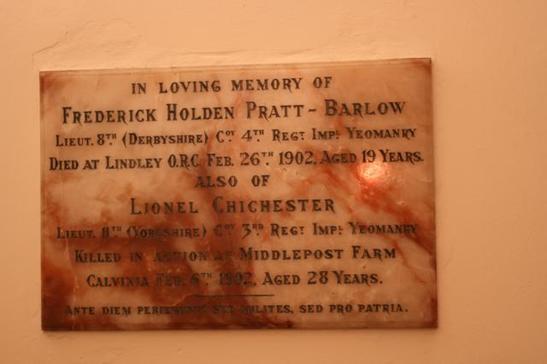 IN LOVING MEMORY OF
FREDERICK HOLDEN PRATT-BARLOW
LIEUT. 8TH (DERBYSHIRE) COY 4TH REGT IMPL YEOMANRY
DIED AT LINDLEY O.R.C. FEB. 26TH 1902, AGED 19 YEARS.
ALSO OF
LIONEL CHICHESTER
LIEUT. 11TH (YORKSHIRE) COY 3RD REGT IMPL YEOMANRY
KILLED IN ACTION AT MIDDLEPOST FARM
CALVINIA FEB. 6TH 1902, AGED 28 YEARS.
ANTE DIEM PERIERUNT SED MILITES, SED PRO PATRIA.